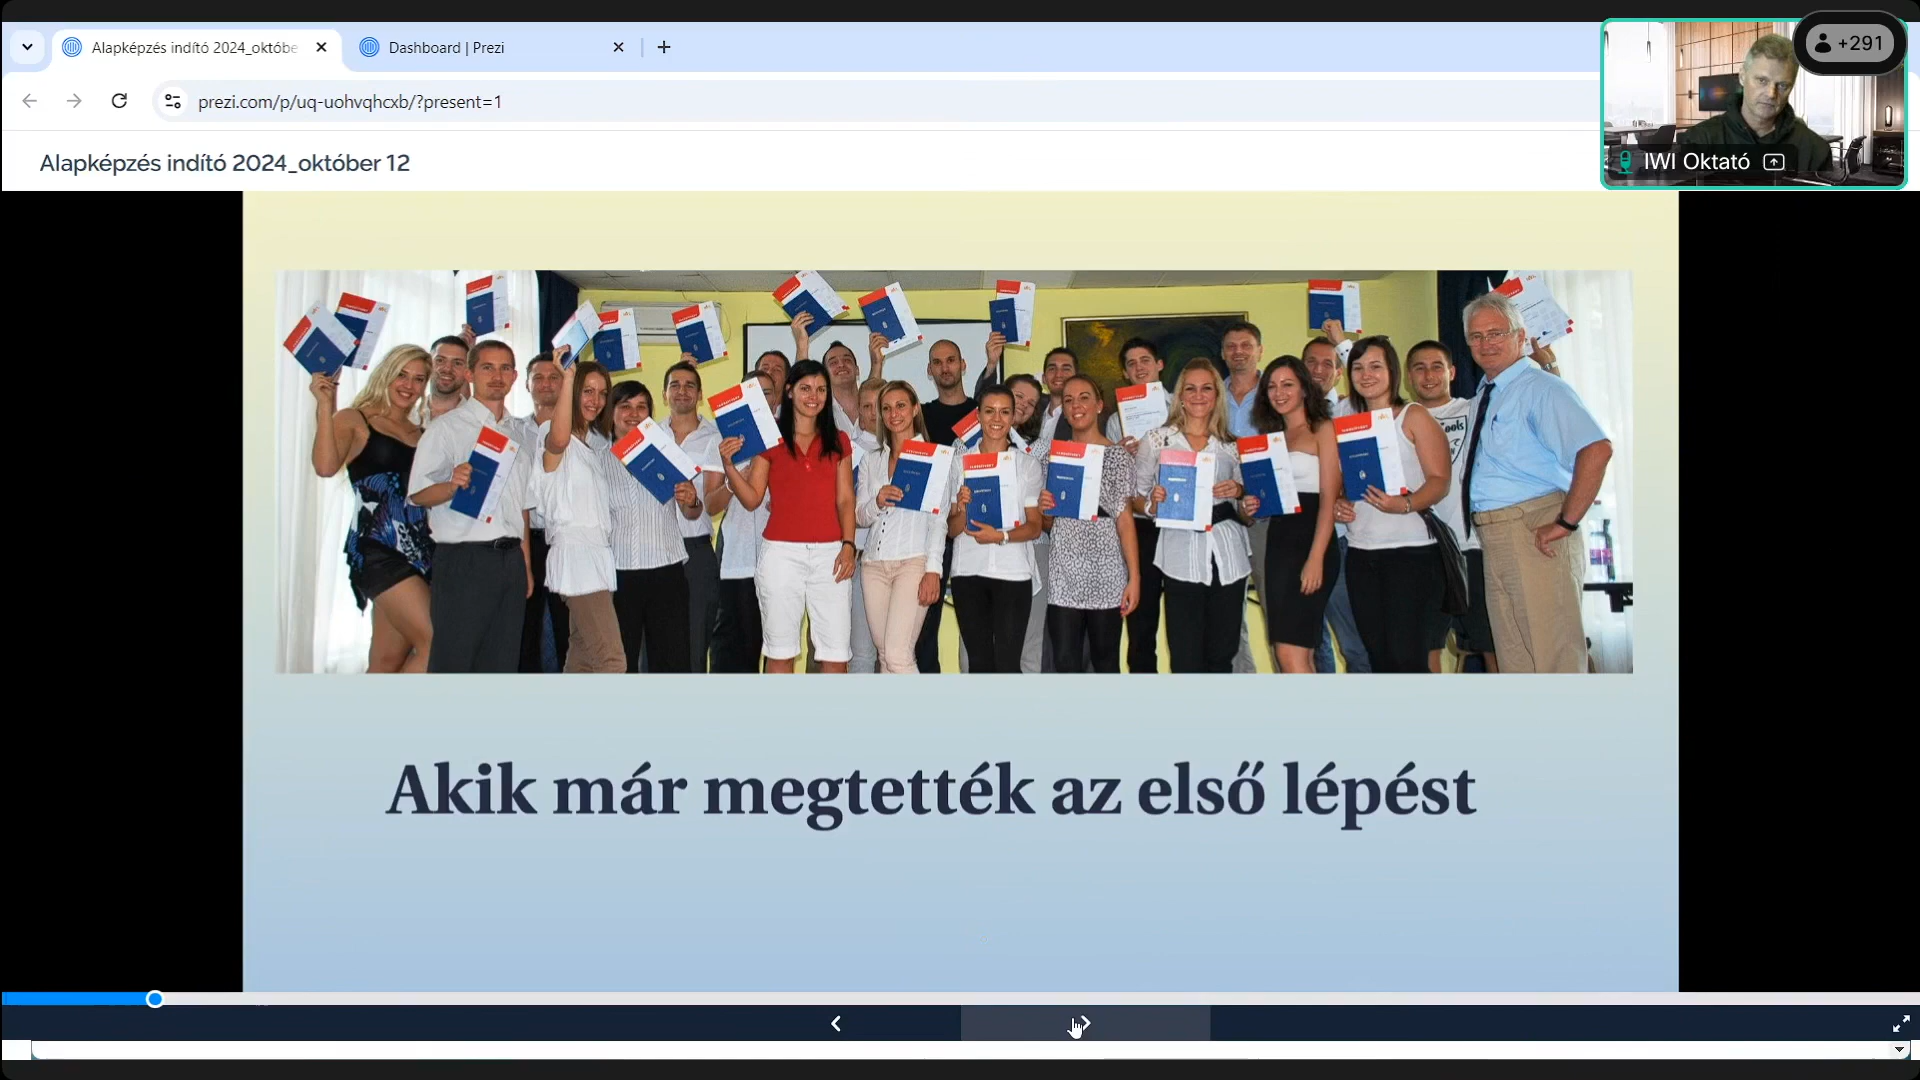 Alapképzés indító 2024_októbe
Dashboard | Prezi
prezi.com/p/uq-uohvqhcxb/?present=1
+291
IWI Oktató
Alapképzés indító 2024_október 12
Akik már megtették az első lépést